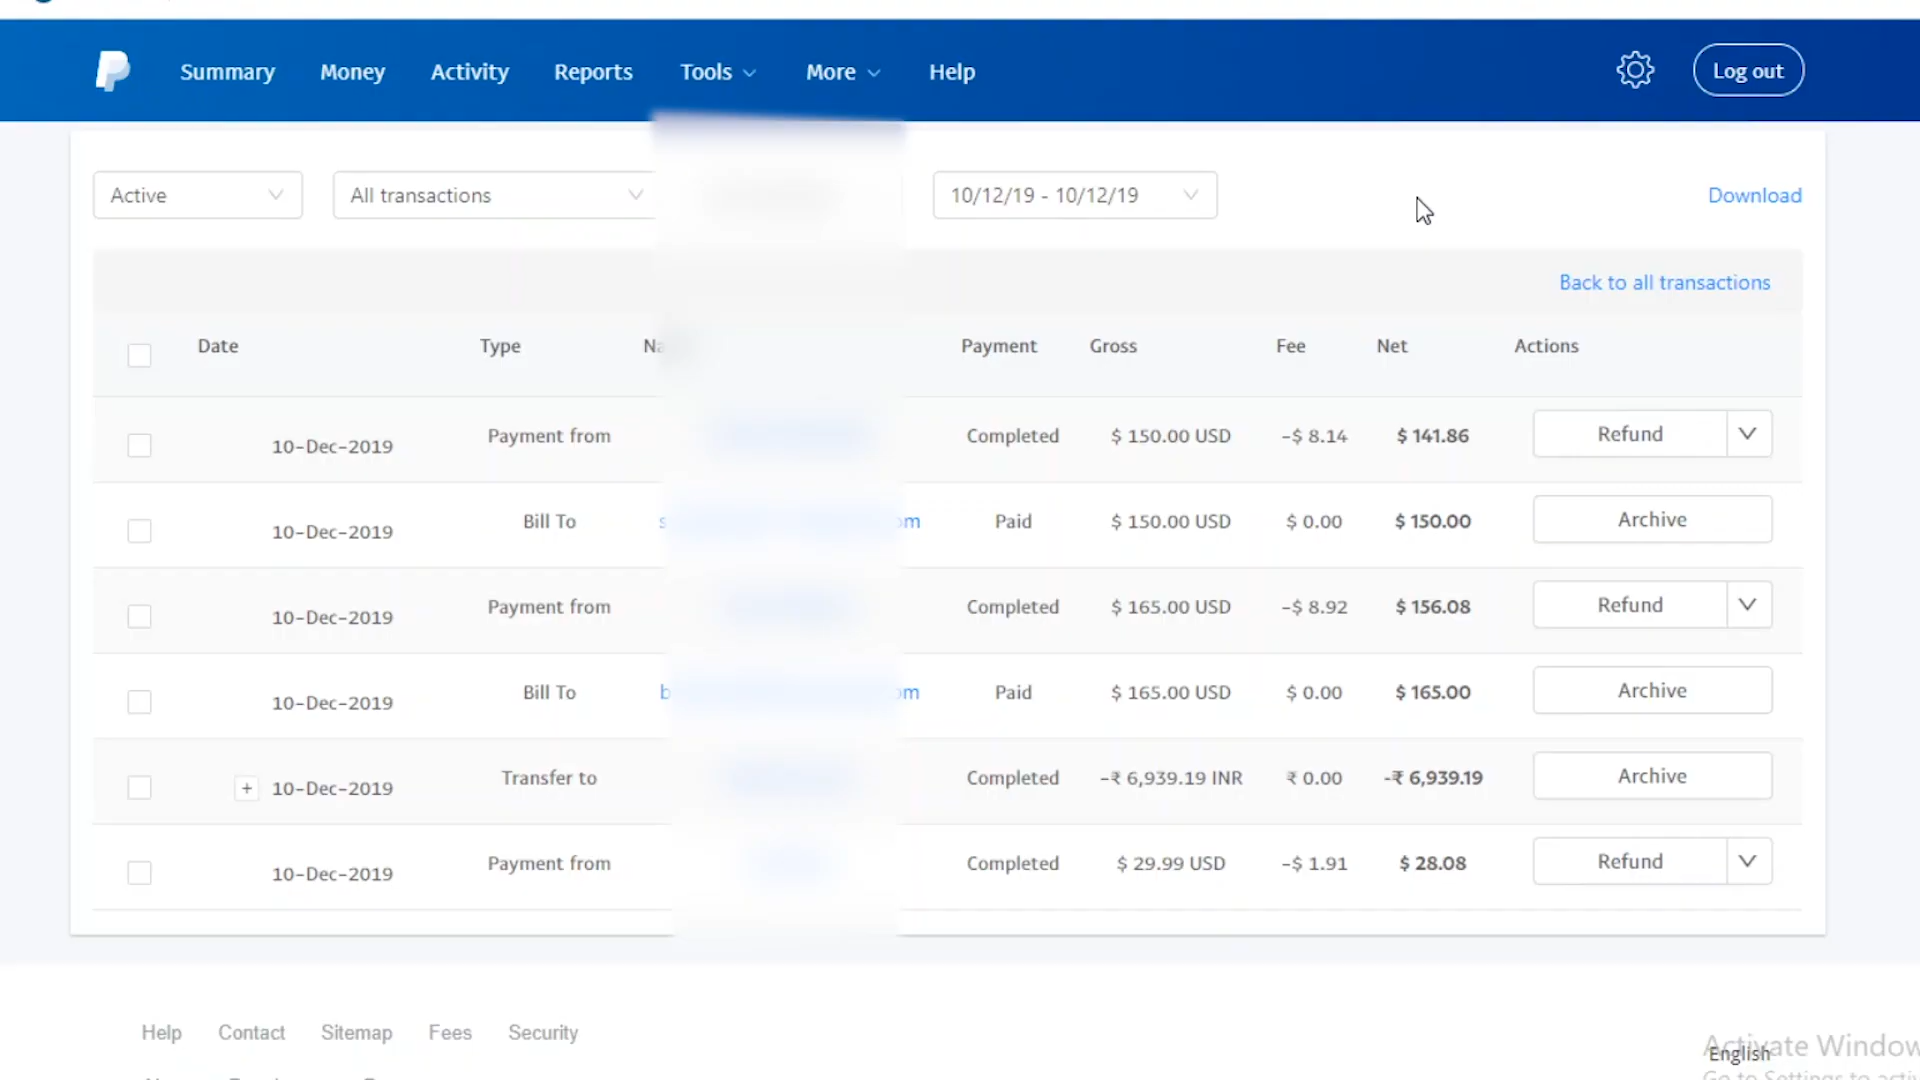 Summary Money Activity Reports Tools More Help Log out
Active All transactions 10/12/19 - 10/12/19 Download
Back to all transactions
Date Type Payment Gross Fee Net Actions
10-Dec-2019 Payment from Completed $ 150.00 USD -$ 8.14 $ 141.86 Refund
10-Dec-2019 Bill To Paid $ 150.00 USD $ 0.00 $ 150.00 Archive
10-Dec-2019 Payment from Completed $ 165.00 USD -$ 8.92 $ 156.08 Refund
10-Dec-2019 Bill To Paid $ 165.00 USD $ 0.00 $ 165.00 Archive
+ 10-Dec-2019 Transfer to Completed -₹ 6,939.19 INR ₹ 0.00 -₹ 6,939.19 Archive
10-Dec-2019 Payment from Completed $ 29.99 USD -$ 1.91 $ 28.08 Refund
Help Contact Sitemap Fees Security
Activate Window
English